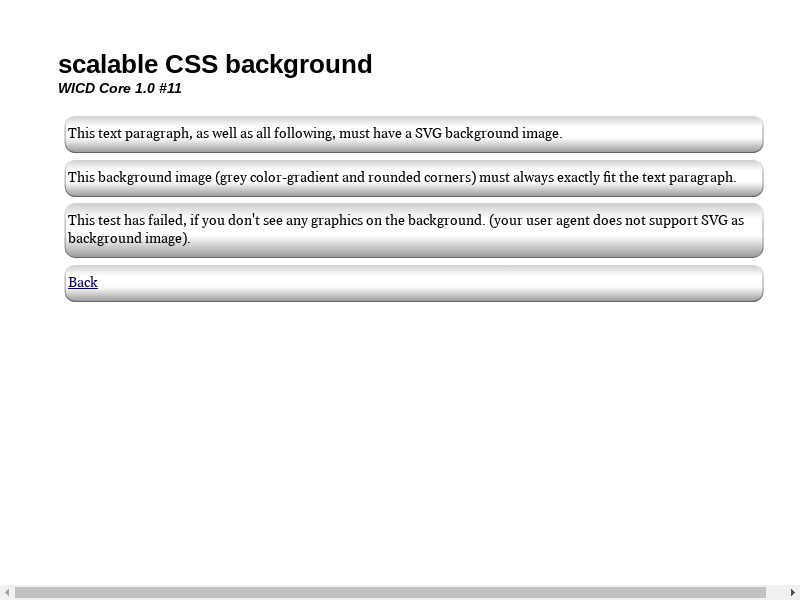 scalable CSS background
WICD Core 1.0 #11
This text paragraph, as well as all following, must have a SVG background image.
This background image (grey color-gradient and rounded corners) must always exactly fit the text paragraph.
This test has failed, if you don't see any graphics on the background. (your user agent does not support SVG as
background image).
Back